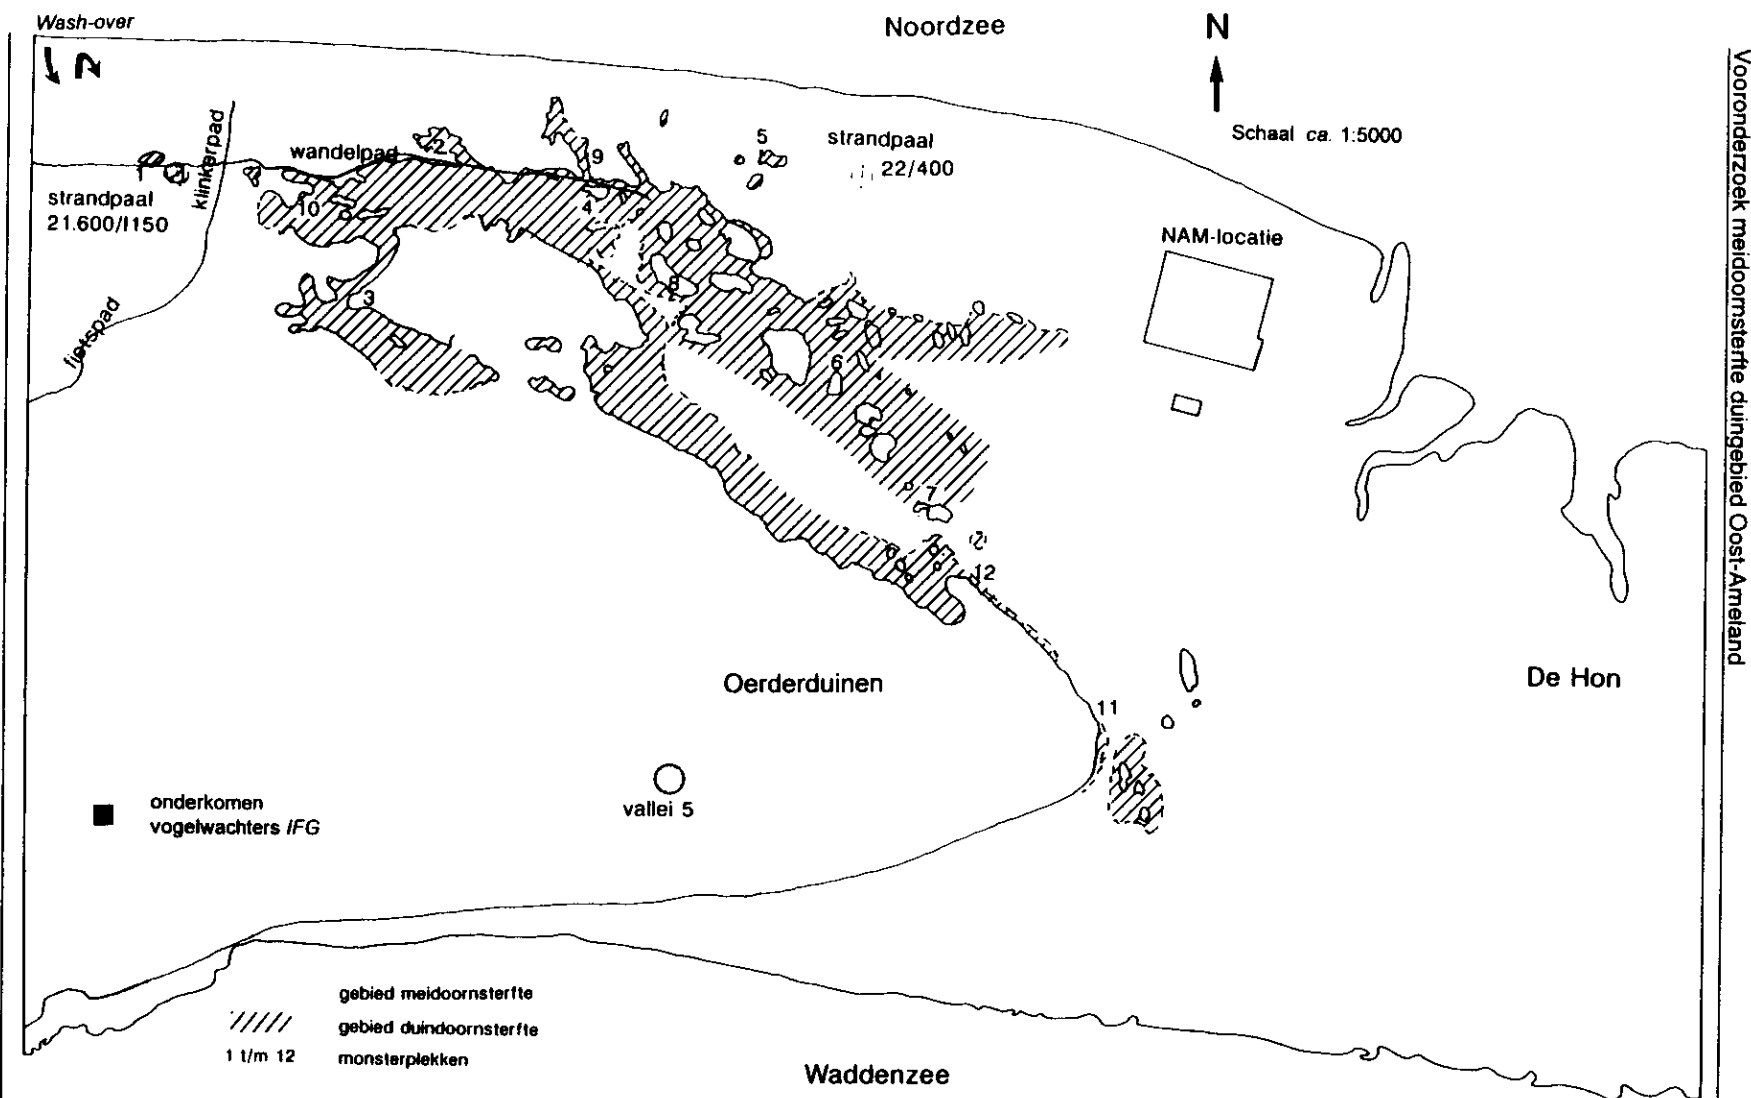 Wash-over
Noordzee
N
Schaal ca. 1:5000
klinkerpad
wandelpad
2
9
5
strandpaal
22/400
1
strandpaal
21.600/1150
10
4
NAM-locatie
8
3
fietspad
6
7
12
Oerderduinen
De Hon
11
vallei 5
onderkomen
vogelwachters IFG
gebied meidoornsterfte
gebied duindoornsterfte
1 t/m 12 monsterplekken
Waddenzee
Vooronderzoek meidoornsterfte duingebied Oost-Ameland